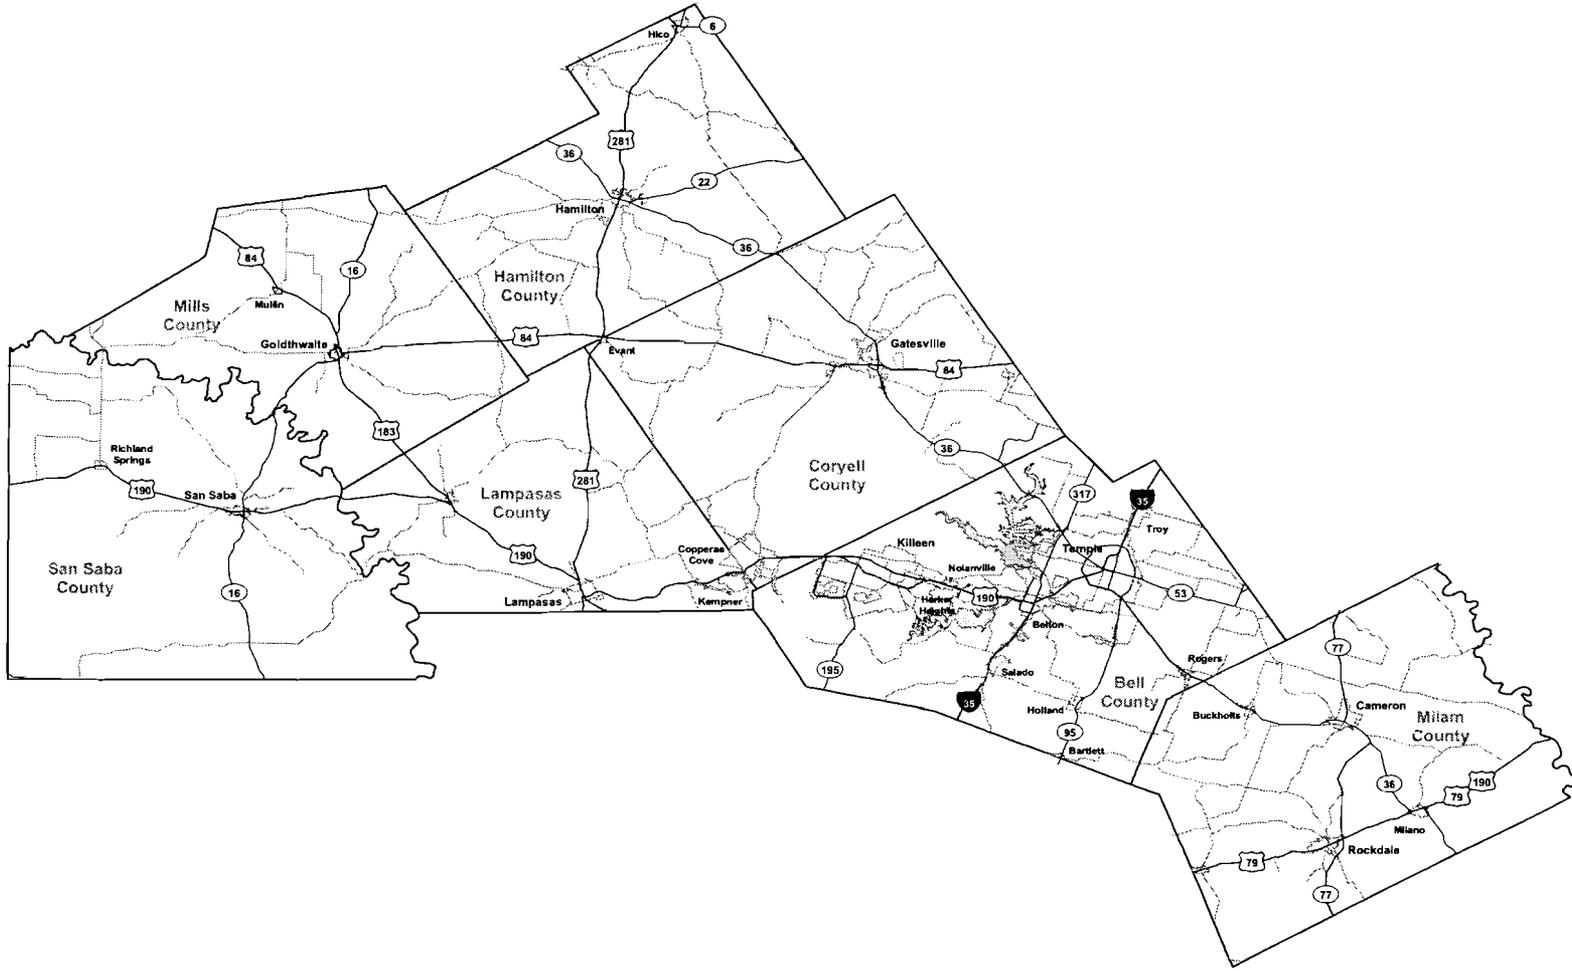 Hico
6
281
36
22
Hamilton
36
84
16
Hamilton
County
Mullin
Mills
County
Goldthwaite
84
Evant
Gatesville
84
183
36
Richland
Springs
190
San Saba
Lampasas
County
281
Coryell
County
317
35
Troy
Killeen
Temple
Copperas
Cove
190
Nolanville
San Saba
County
16
Lampasas
Kempner
Harker
Heights
190
53
Belton
77
195
Salado
Rogers
35
Holland
Bell
County
Buckholts
Cameron
Milam
County
95
Bartlett
36
79
190
Milano
79
Rockdale
77